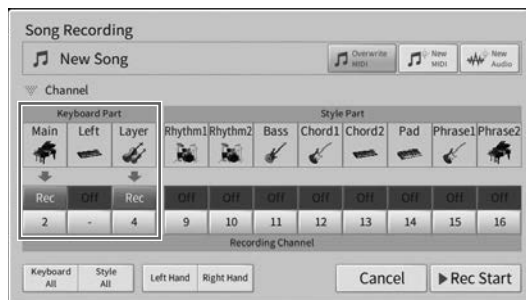 Song Recording
New Song
Overwrite MIDI
New MIDI
New Audio
Channel
Keyboard Part Style Part
Main Left Layer Rhythm1 Rhythm2 Bass Chord1 Chord2 Pad Phrase1 Phrase2
Rec Off Rec Off Off Off Off Off Off Off Off
2 - 4 9 10 11 12 13 14 15 16
Recording Channel
Keyboard All
Style All
Left Hand Right Hand Cancel Rec Start